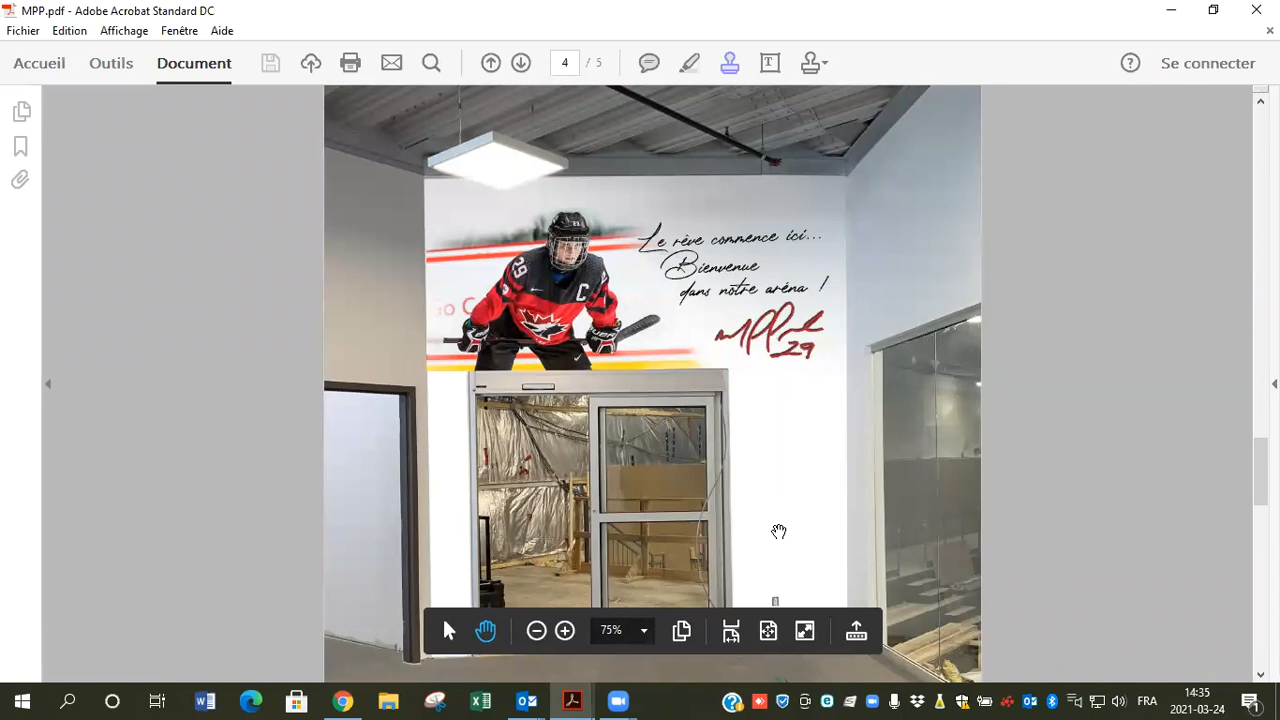 MPP.pdf - Adobe Acrobat Standard DC
Fichier Edition Affichage Fenêtre Aide
Accueil Outils Document 4 / 5 Se connecter
Le rêve commence ici...
Bienvenue
dans notre aréna !
29
C
29
75%
FRA
14:35
2021-03-24